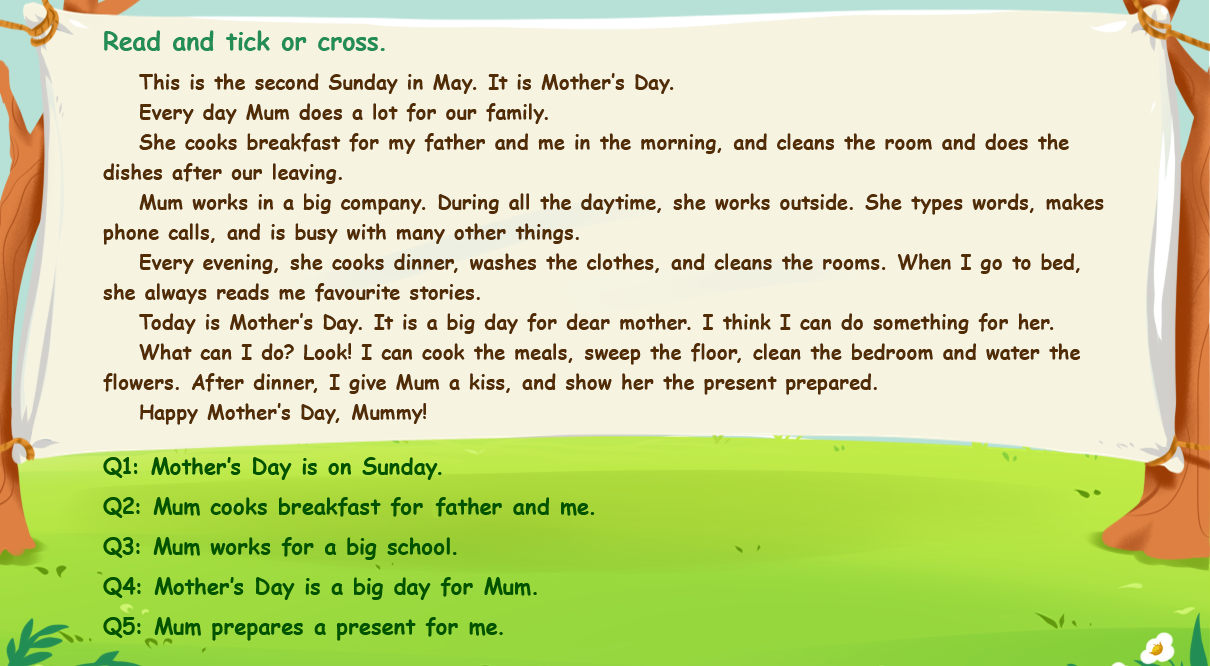 Read and tick or cross.
This is the second Sunday in May. It is Mother's Day.
Every day Mum does a lot for our family.
She cooks breakfast for my father and me in the morning, and cleans the room and does the
dishes after our leaving.
Mum works in a big company. During all the daytime, she works outside. She types words, makes
phone calls, and is busy with many other things.
Every evening, she cooks dinner, washes the clothes, and cleans the rooms. When I go to bed,
she always reads me favourite stories.
Today is Mother's Day. It is a big day for dear mother. I think I can do something for her.
What can I do? Look! I can cook the meals, sweep the floor, clean the bedroom and water the
flowers. After dinner, I give Mum a kiss, and show her the present prepared.
Happy Mother's Day, Mummy!
Q1: Mother's Day is on Sunday.
Q2: Mum cooks breakfast for father and me.
Q3: Mum works for a big school.
Q4: Mother's Day is a big day for Mum.
Q5: Mum prepares a present for me.